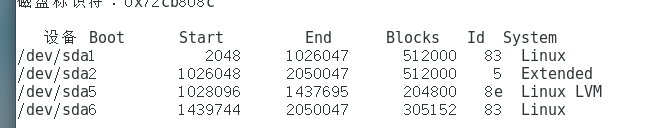 磁盘标识符：0x72cb808c
设备 Boot Start End Blocks Id System
/dev/sda1 2048 1026047 512000 83 Linux
/dev/sda2 1026048 2050047 512000 5 Extended
/dev/sda5 1028096 1437695 204800 8e Linux LVM
/dev/sda6 1439744 2050047 305152 83 Linux